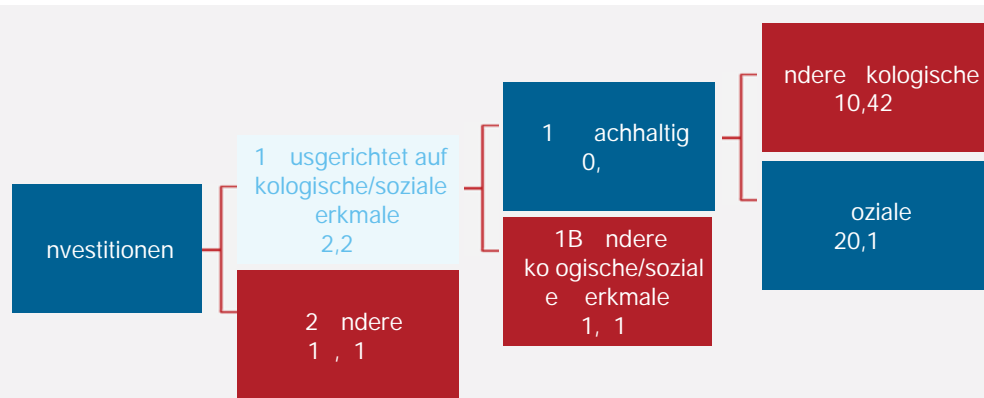 nvestitionen
1 usgerichtet auf
kologische/soziale
erkmale
2,2
2 ndere
1 , 1
1 achhaltig
0,
1B ndere
ko ogische/sozial
e erkmale
1, 1
ndere kologische
10,42
oziale
20,1